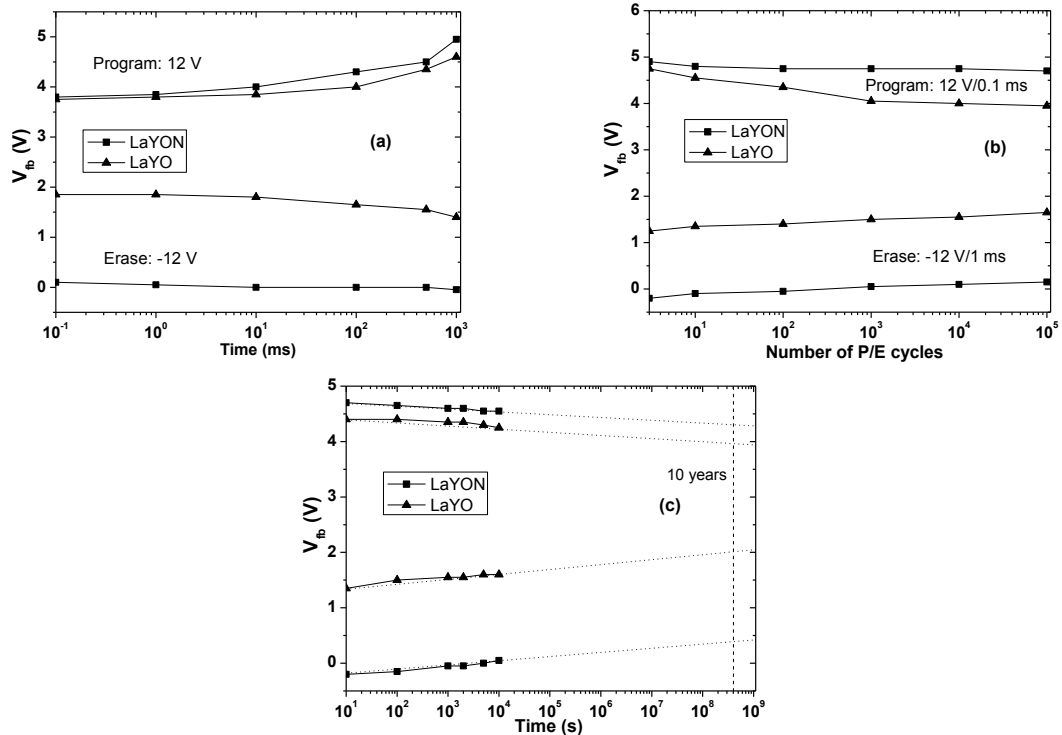 5
4
3
2
1
0
V_fb (V)
Program: 12 V
LaYON
LaYO
(a)
Erase: -12 V
10^-1
10^0
10^1
10^2
10^3
Time (ms)
6
5
4
3
2
1
0
V_fb (V)
Program: 12 V/0.1 ms
LaYON
LaYO
(b)
Erase: -12 V/1 ms
10^1
10^2
10^3
10^4
10^5
Number of P/E cycles
5
4
3
2
1
0
V_fb (V)
LaYON
LaYO
10 years
(c)
10^1
10^2
10^3
10^4
10^5
10^6
10^7
10^8
10^9
Time (s)